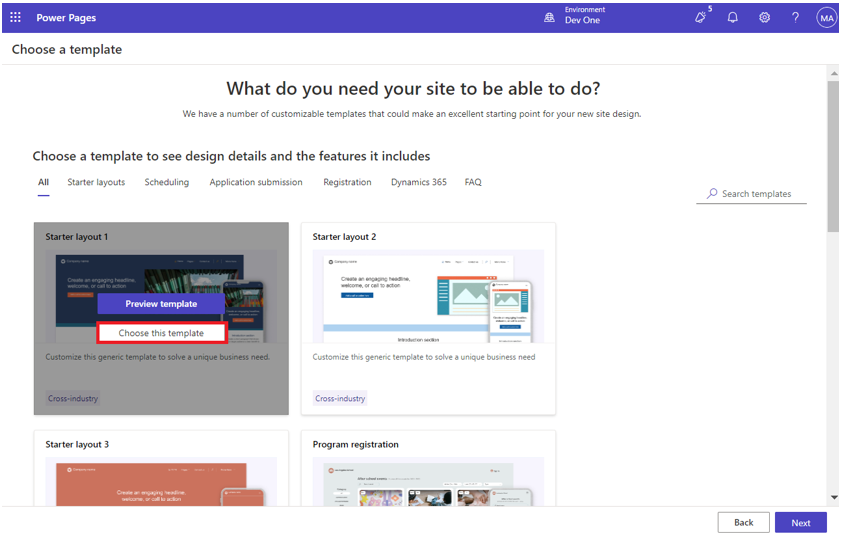 Power Pages
Environment
Dev One
5
MA
Choose a template
What do you need your site to be able to do?
We have a number of customizable templates that could make an excellent starting point for your new site design.
Choose a template to see design details and the features it includes
All Starter layouts Scheduling Application submission Registration Dynamics 365 FAQ
Search templates
Starter layout 1
Company name
Create an engaging headline,
welcome, or call to action
Preview template
Choose this template
Customize this generic template to solve a unique business need.
Cross-industry
Starter layout 2
Company name
Create an engaging headline,
welcome, or call to action
Introduction section
Customize this generic template to solve a unique business need
Cross-industry
Starter layout 3
Company name
Create an engaging headline,
welcome, or call to action
Program registration
Back
Next